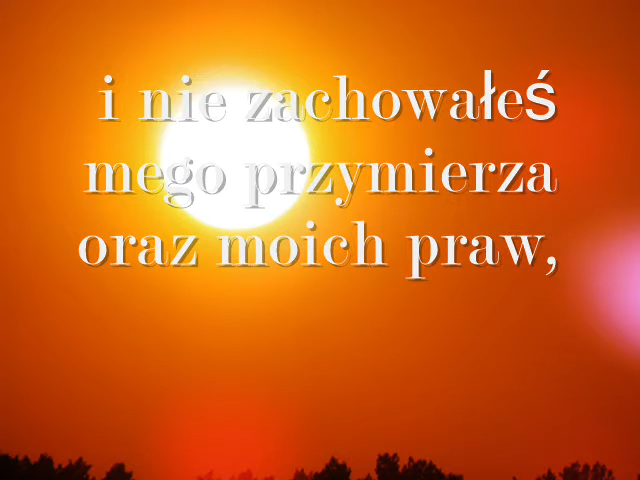 i nie zachowałeś
mego przymierza
oraz moich praw,